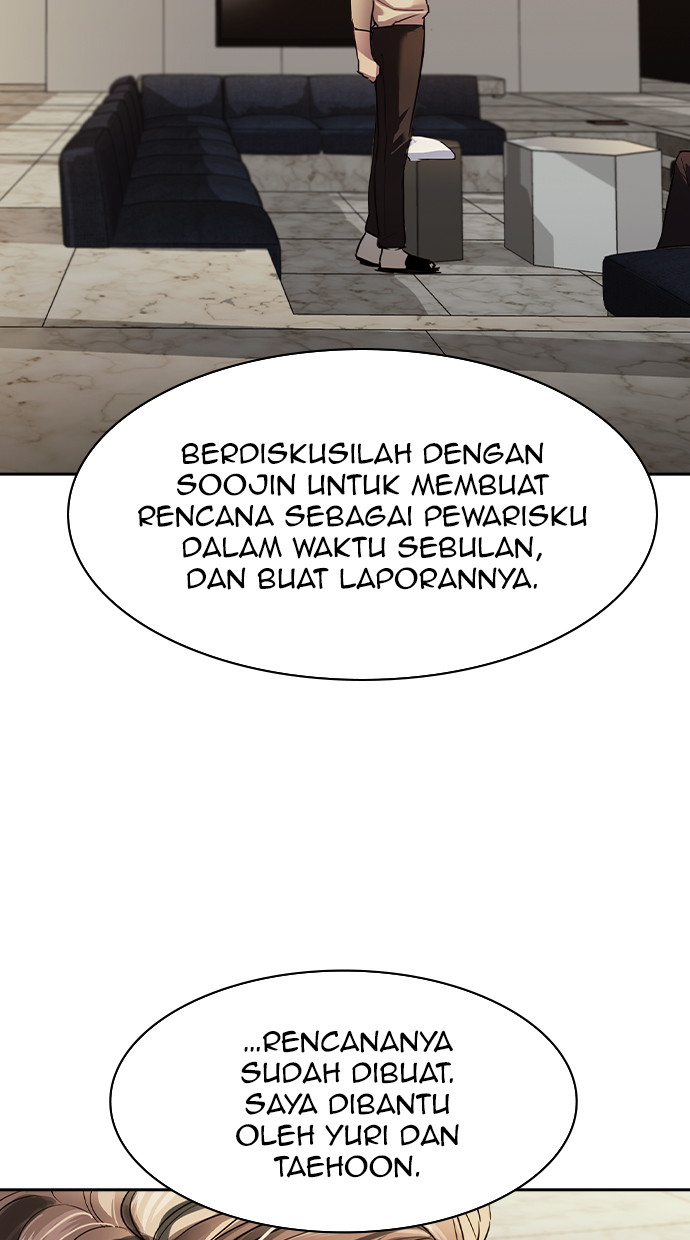 BERDISKUSILAH DENGAN
SOOJIN UNTUK MEMBUAT
RENCANA SEBAGAI PEWARISKU
DALAM WAKTU SEBULAN,
DAN BUAT LAPORANNYA.
...RENCANANYA
SUDAH DIBUAT.
SAYA DIBANTU
OLEH YURI DAN
TAEHOON.